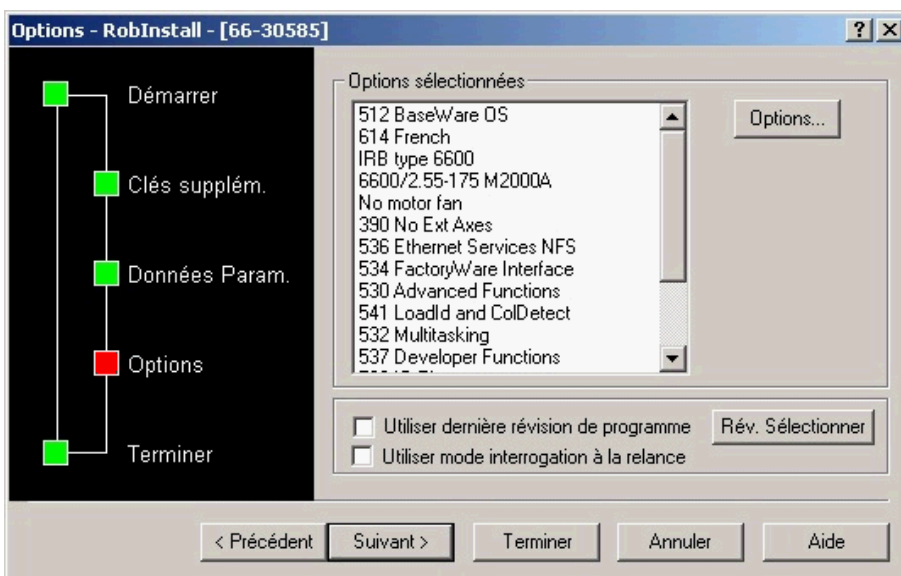 Options - RobInstall - [66-30585]
Démarrer
Clés supplém.
Données Param.
Options
Terminer
Options sélectionnées
512 BaseWare OS
614 French
IRB type 6600
6600/2.55-175 M2000A
No motor fan
390 No Ext Axes
536 Ethernet Services NFS
534 FactoryWare Interface
530 Advanced Functions
541 LoadId and ColDetect
532 Multitasking
537 Developer Functions
Options...
Utiliser dernière révision de programme
Rév. Sélectionner
Utiliser mode interrogation à la relance
< Précédent
Suivant >
Terminer
Annuler
Aide